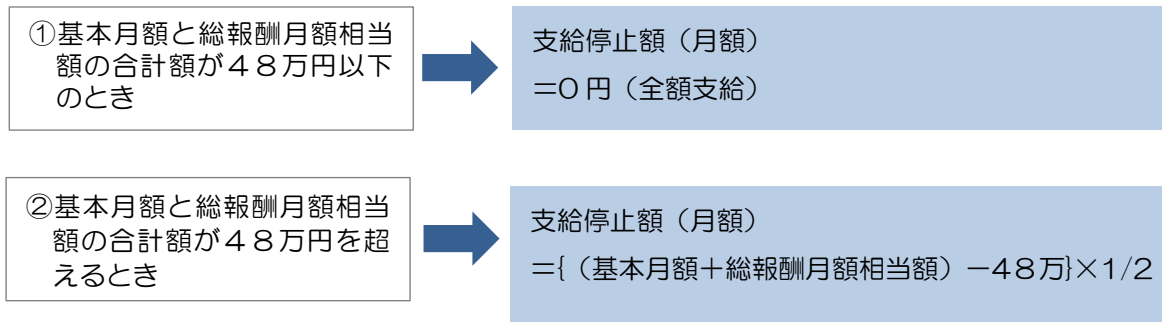 ①基本月額と総報酬月額相当
額の合計額が４８万円以下
のとき
支給停止額（月額）
＝０円（全額支給）
②基本月額と総報酬月額相当
額の合計額が４８万円を超
えるとき
支給停止額（月額）
＝{（基本月額＋総報酬月額相当額）－４８万}×１/２